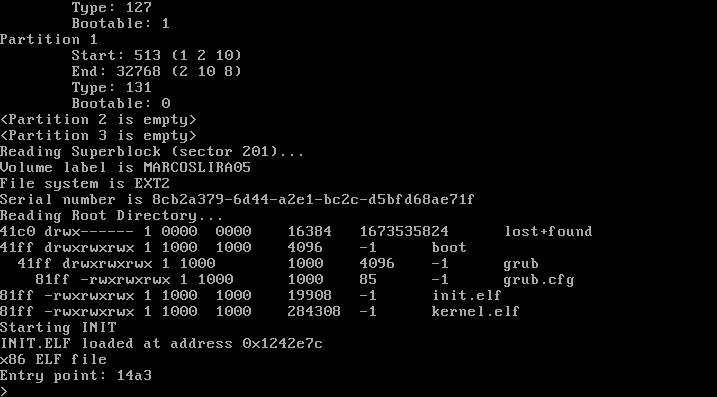 Type: 127
Bootable: 1
Partition 1
Start: 513 (1 2 10)
End: 32768 (2 10 8)
Type: 131
Bootable: 0
<Partition 2 is empty>
<Partition 3 is empty>
Reading Superblock (sector 201)...
Volume label is MARCOSLIRA05
File system is EXT2
Serial number is 8cb2a379-6d44-a2e1-bc2c-d5bfd68ae71f
Reading Root Directory...
41c0 drwx------ 1 0000 0000 16384 1673535824 lost+found
41ff drwxrwxrwx 1 1000 1000 4096 -1 boot
41ff drwxrwxrwx 1 1000 1000 4096 -1 grub
81ff -rwxrwxrwx 1 1000 1000 85 -1 grub.cfg
81ff -rwxrwxrwx 1 1000 1000 19908 -1 init.elf
81ff -rwxrwxrwx 1 1000 1000 284308 -1 kernel.elf
Starting INIT
INIT.ELF loaded at address 0x1242e7c
x86 ELF file
Entry point: 14a3
>